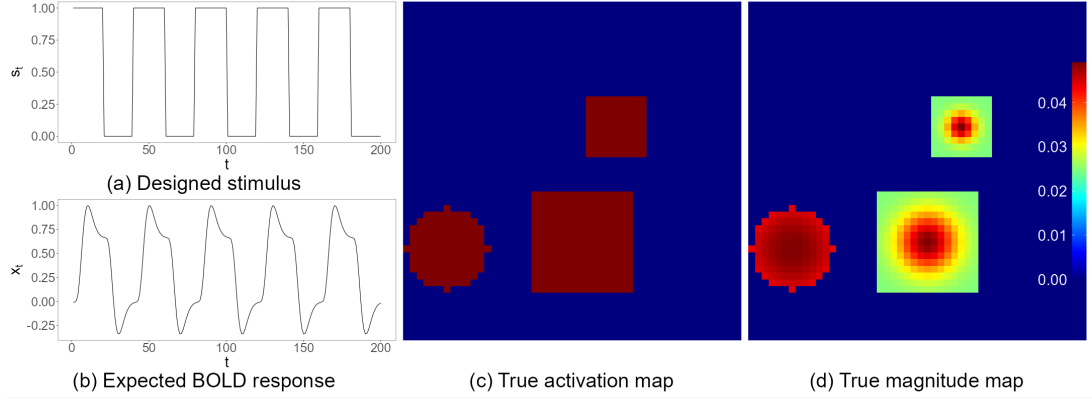 1.00
0.75
0.50
0.25
0.00
s_t
0 50 100 150 200
t
(a) Designed stimulus
1.00
0.75
0.50
0.25
0.00
-0.25
x_t
0 50 100 150 200
t
(b) Expected BOLD response
(c) True activation map
0.04
0.03
0.02
0.01
0.00
(d) True magnitude map